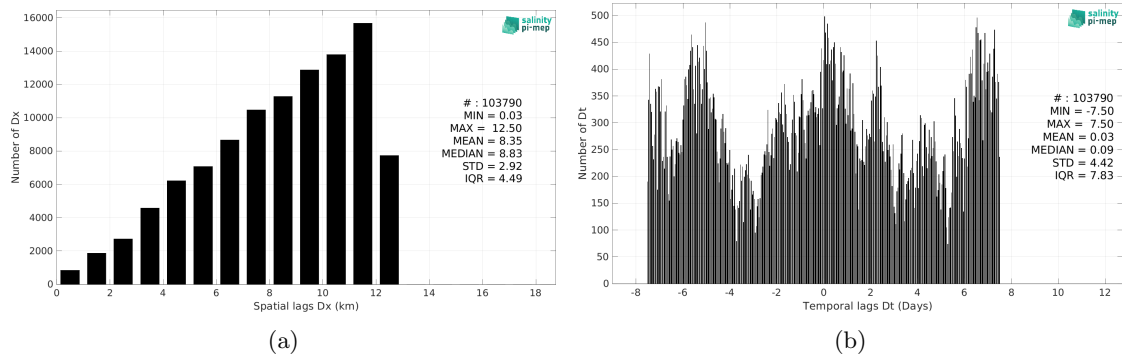 16000
14000
12000
10000
8000
6000
4000
2000
0
Number of Dx
salinity
pi-mep
# : 103790
MIN = 0.03
MAX = 12.50
MEAN = 8.35
MEDIAN = 8.83
STD = 2.92
IQR = 4.49
0 2 4 6 8 10 12 14 16 18
Spatial lags Dx (km)
(a)
500
450
400
350
300
250
200
150
100
50
0
Number of Dt
salinity
pi-mep
# : 103790
MIN = -7.50
MAX = 7.50
MEAN = 0.03
MEDIAN = 0.09
STD = 4.42
IQR = 7.83
-8 -6 -4 -2 0 2 4 6 8 10 12
Temporal lags Dt (Days)
(b)